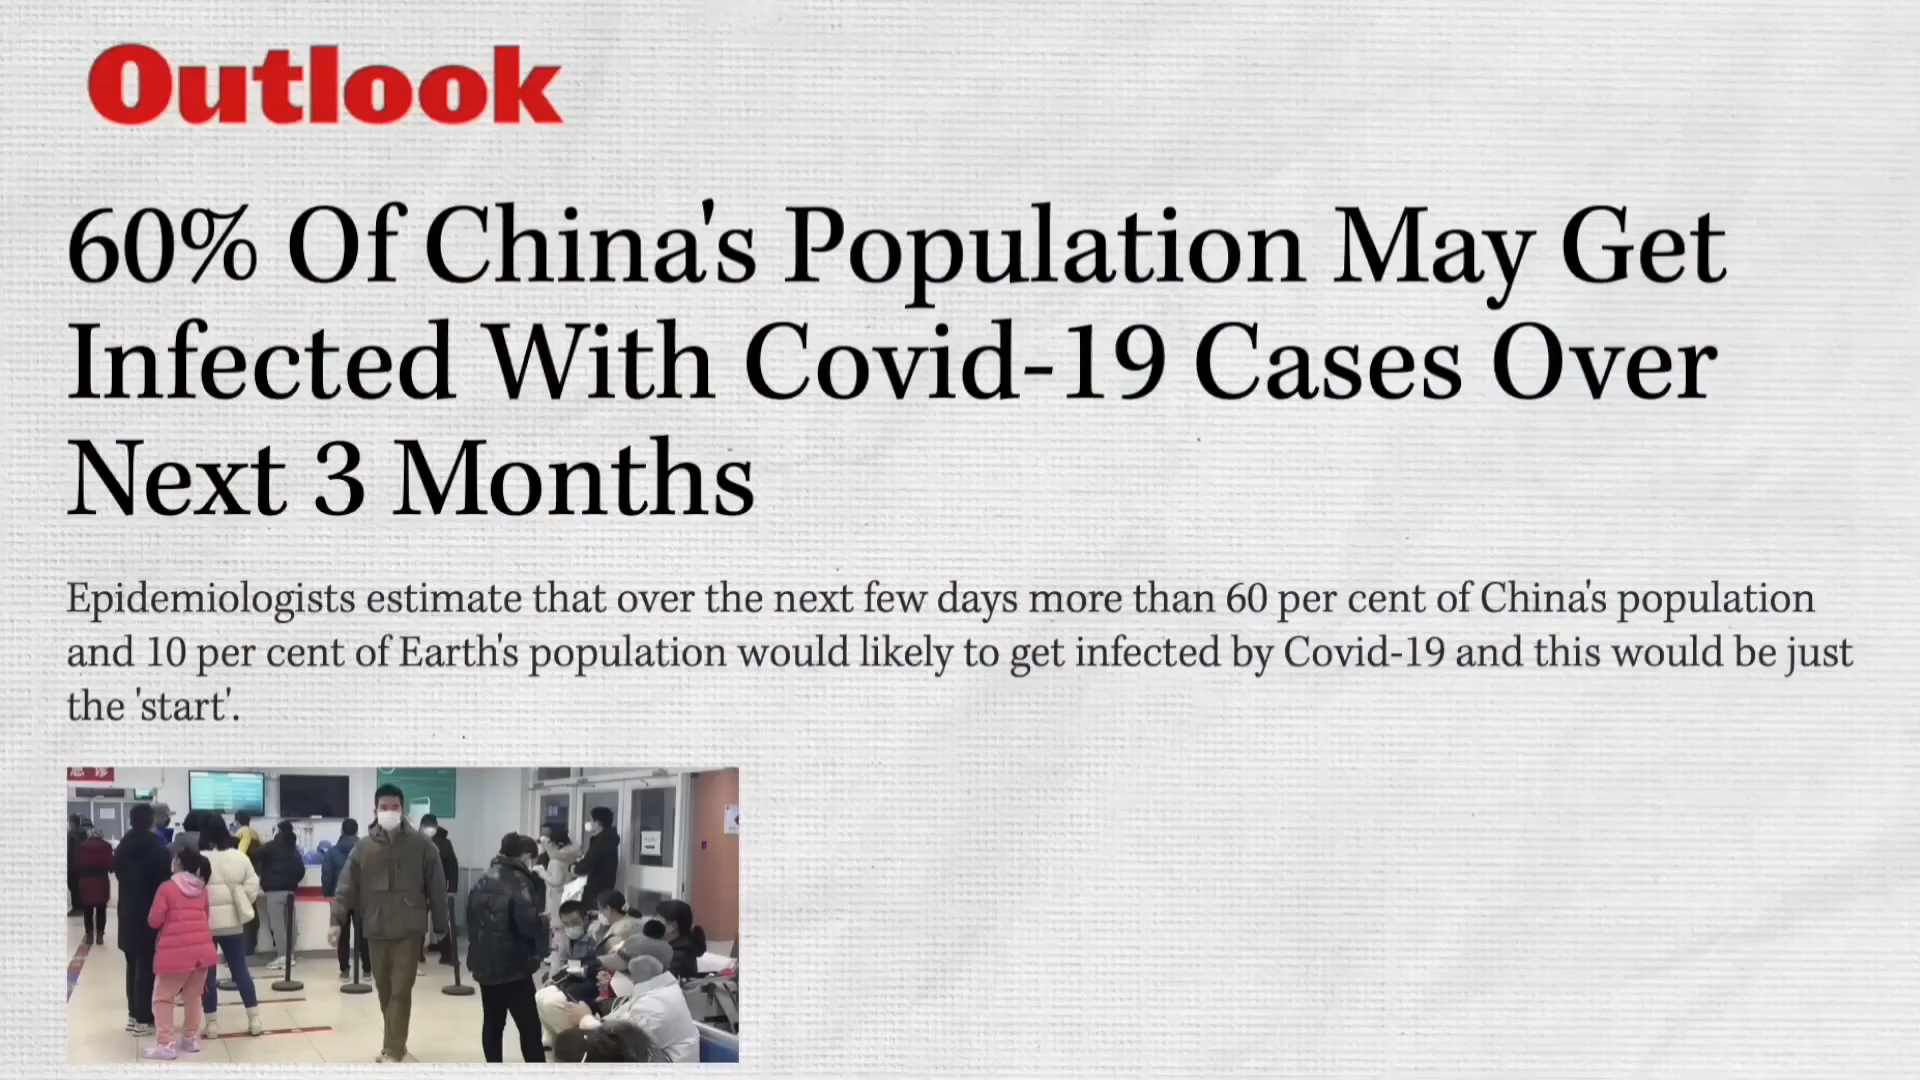 Outlook
60% Of China's Population May Get
Infected With Covid-19 Cases Over
Next 3 Months
Epidemiologists estimate that over the next few days more than 60 per cent of China's population
and 10 per cent of Earth's population would likely to get infected by Covid-19 and this would be just
the 'start'.
急诊